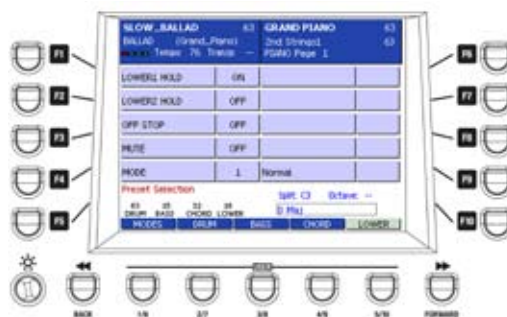 SLOW_BALLAD 63 GRAND PIANO 63
BALLAD (Grand_Piano) 2nd Strings1 63
Tempo 76 Transp -- PIANO Page 1
F1 F6
LOWER1 HOLD ON
F2 F7
LOWER2 HOLD OFF
F3 F8
OFF STOP OFF
MUTE OFF
F4 F9
MODE 1 Normal
Preset Selection
Split C3 Octave --
F5 F10
DRUM BASS CHORD LOWER
D Maj
MODES DRUM BASS CHORD LOWER
BACK 1/6 2/7 3/8 4/9 5/10 FORWARD